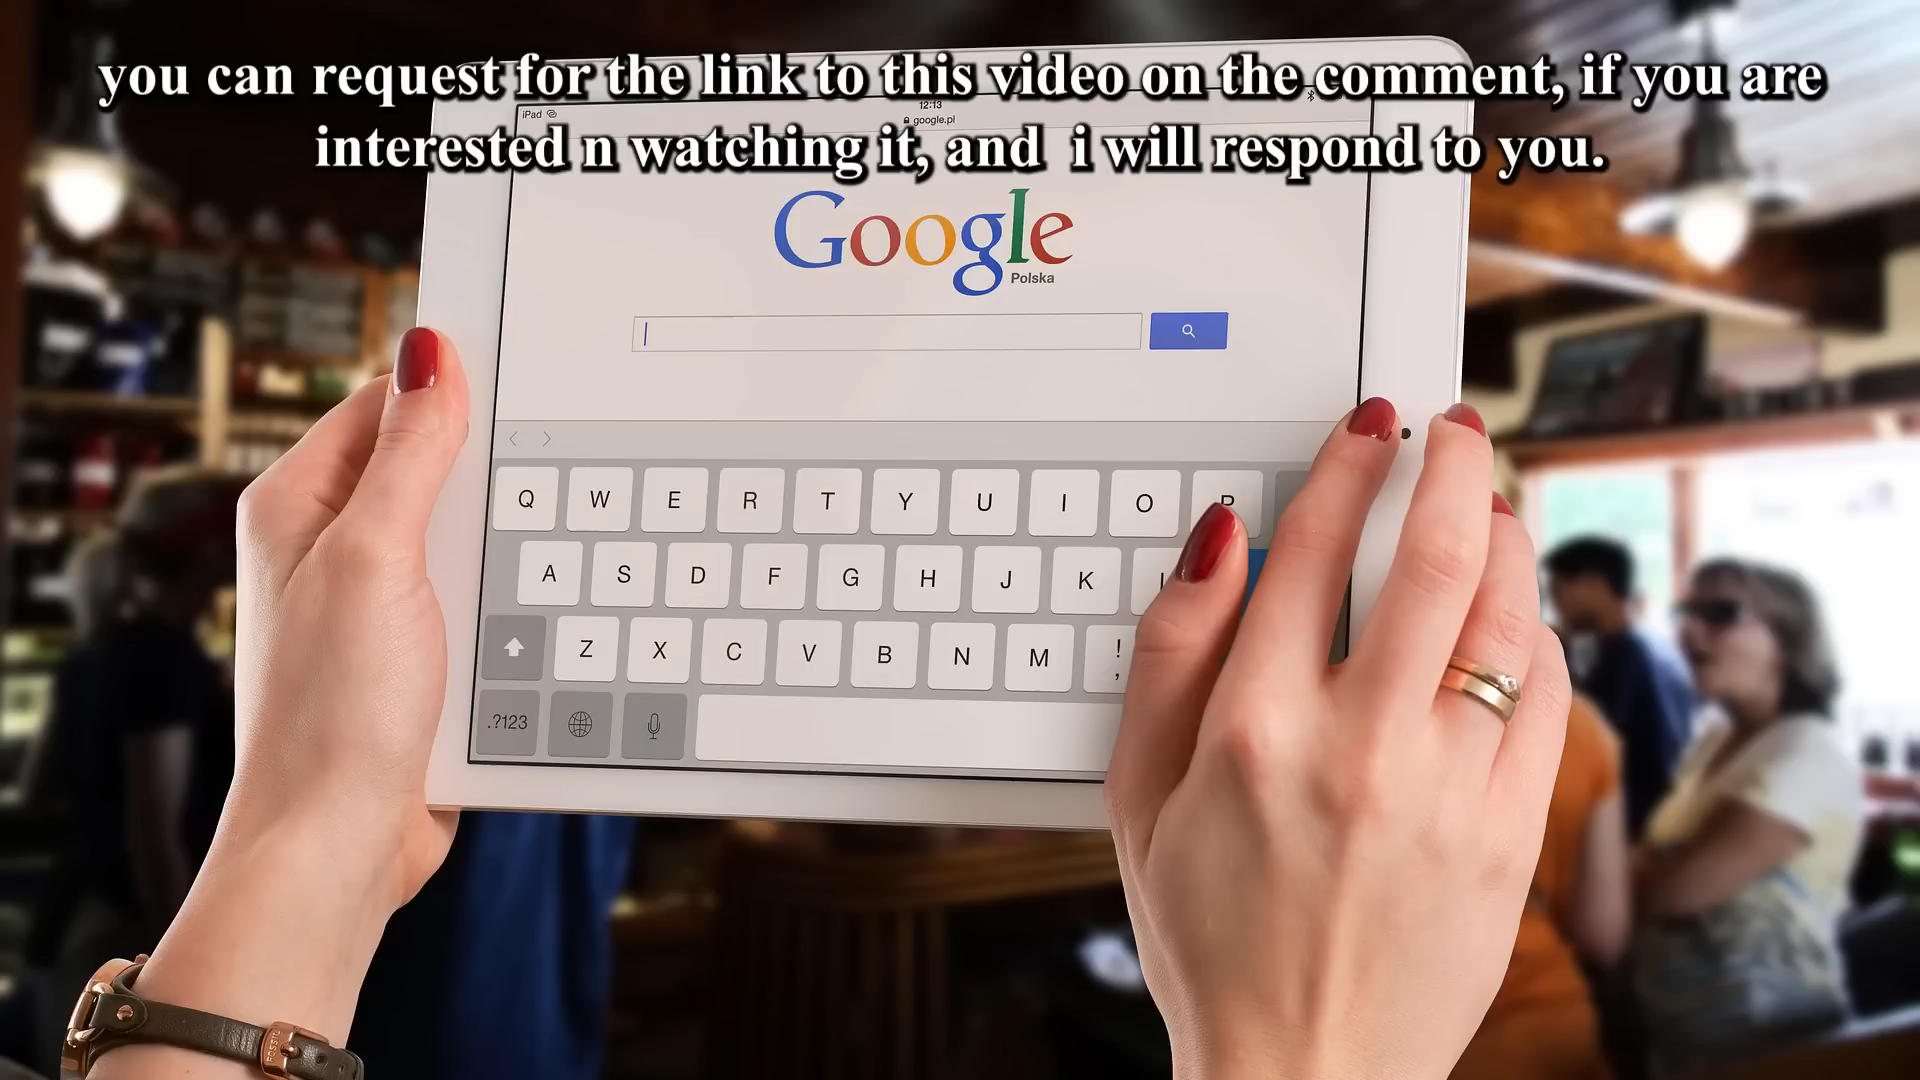 you can request for the link to this video on the comment, if you are
interested n watching it, and  i will respond to you.
iPad
12:13
google.pl
Google
Polska
Q W E R T Y U I O P
A S D F G H J K
Z X C V B N M ! ,
.?123
FOSSIL